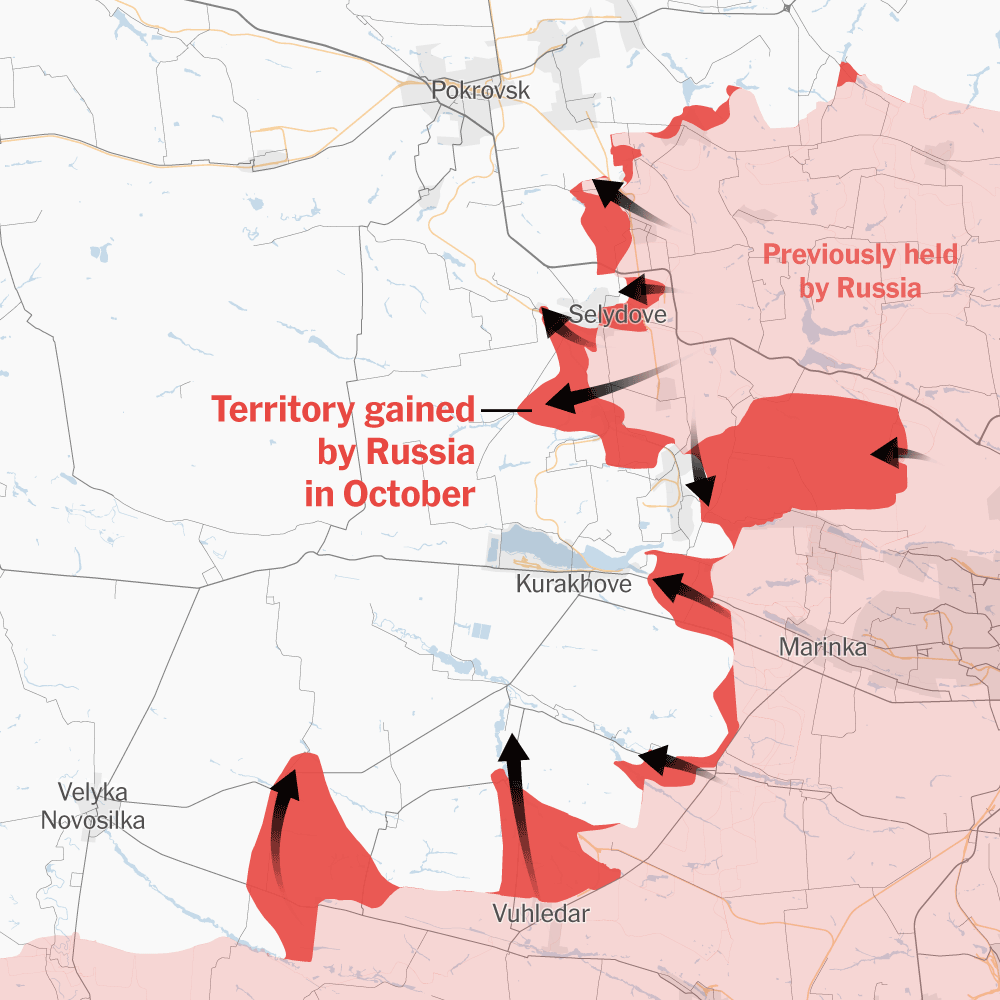 Pokrovsk
Previously held
by Russia
Selydove
Territory gained
by Russia
in October
Kurakhove
Marinka
Velyka
Novosilka
Vuhledar